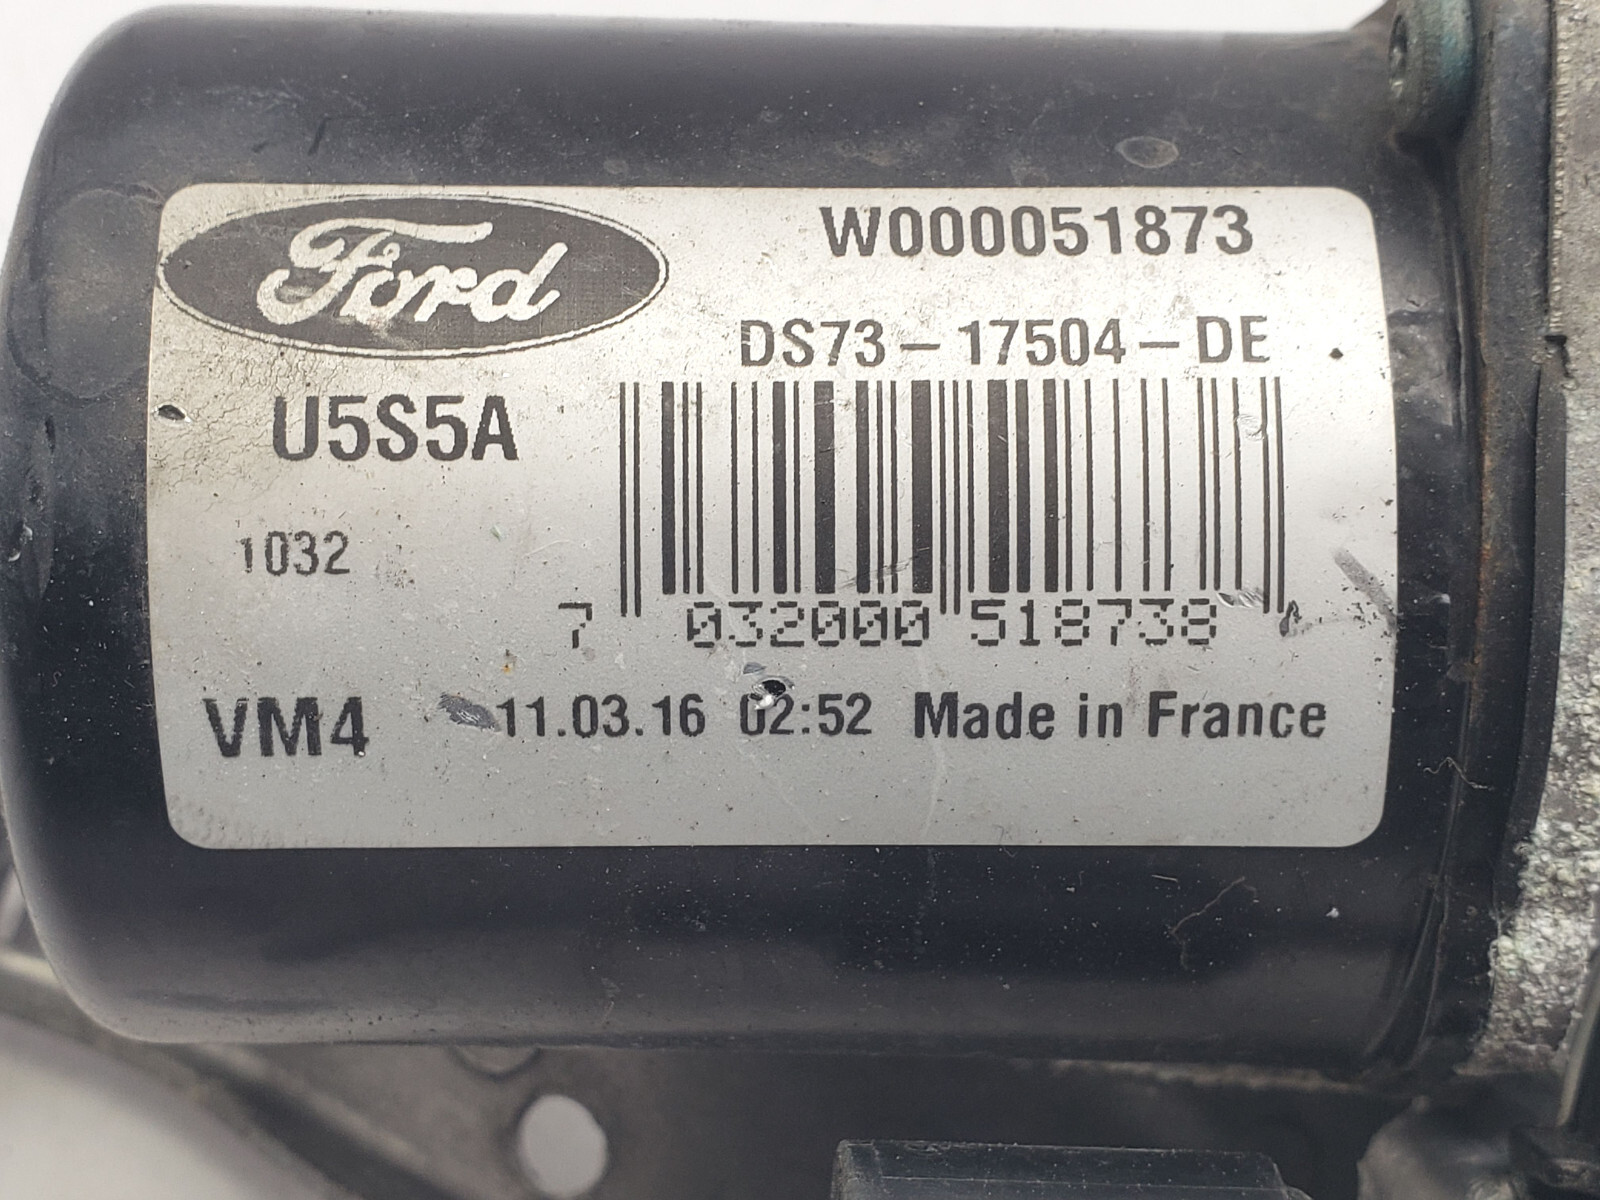 Ford
W000051873
DS73-17504-DE
U5S5A
1032
7 032000 518738
VM4 11.03.16 02:52 Made in France